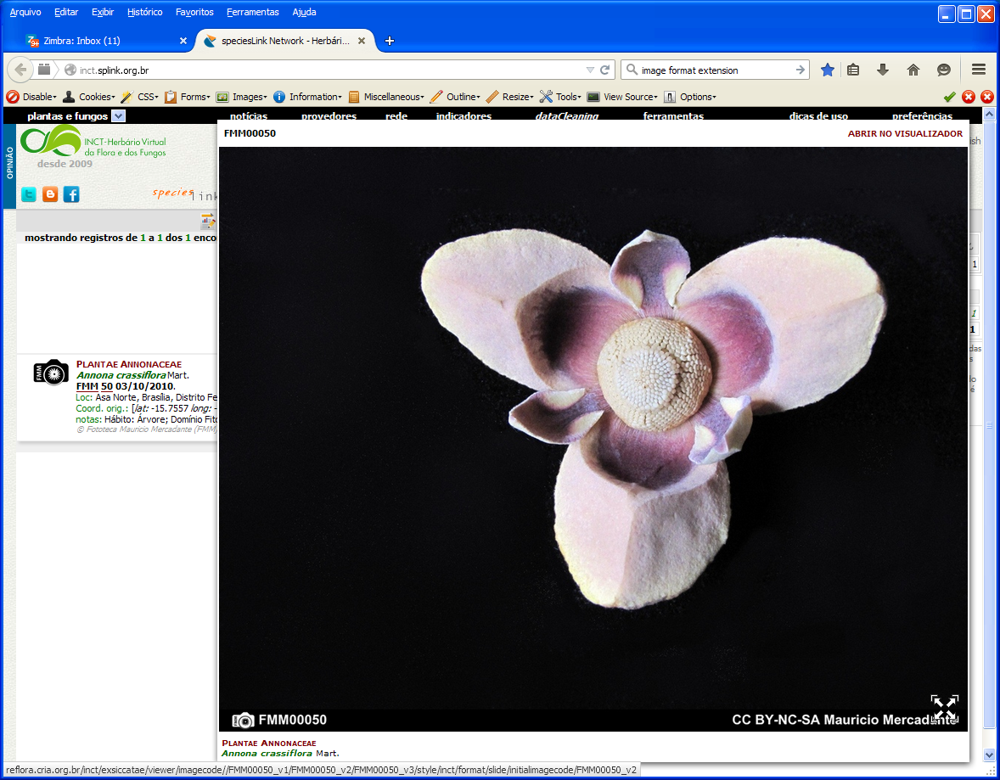 Arquivo Editar Exibir Histórico Favoritos Ferramentas Ajuda
Zimbra: Inbox (11) speciesLink Network - Herbári...
inct.splink.org.br image format extension
Disable Cookies CSS Forms Images Information Miscellaneous Outline Resize Tools View Source Options
plantas e fungos notícias provedores rede indicadores dataCleaning ferramentas dicas de uso preferências
FMM00050 ABRIR NO VISUALIZADOR
OPINIÃO
INCT-Herbário Virtual
da Flora e dos Fungos
desde 2009
species link
mostrando registros de 1 a 1 dos 1 enco
FMM
PLANTAE ANNONACEAE
Annona crassiflora Mart.
FMM 50 03/10/2010.
Loc: Asa Norte, Brasília, Distrito Fe
Coord. orig.: [lat: -15.7557 long: -
notas: Hábito: Árvore; Domínio Fito
© Fototeca Mauricio Mercadante (FMM)
FMM00050 CC BY-NC-SA Mauricio Mercadante
PLANTAE ANNONACEAE
Annona crassiflora Mart.
reflora.cria.org.br/inct/exsiccatae/viewer/imagecode//FMM00050_v1/FMM00050_v2/FMM00050_v3/style/inct/format/slide/initialimagecode/FMM00050_v2